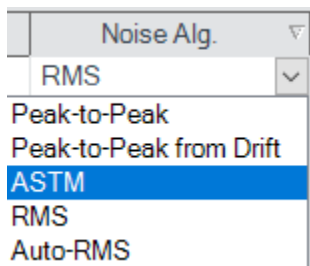 Noise Alg.
RMS
Peak-to-Peak
Peak-to-Peak from Drift
ASTM
RMS
Auto-RMS